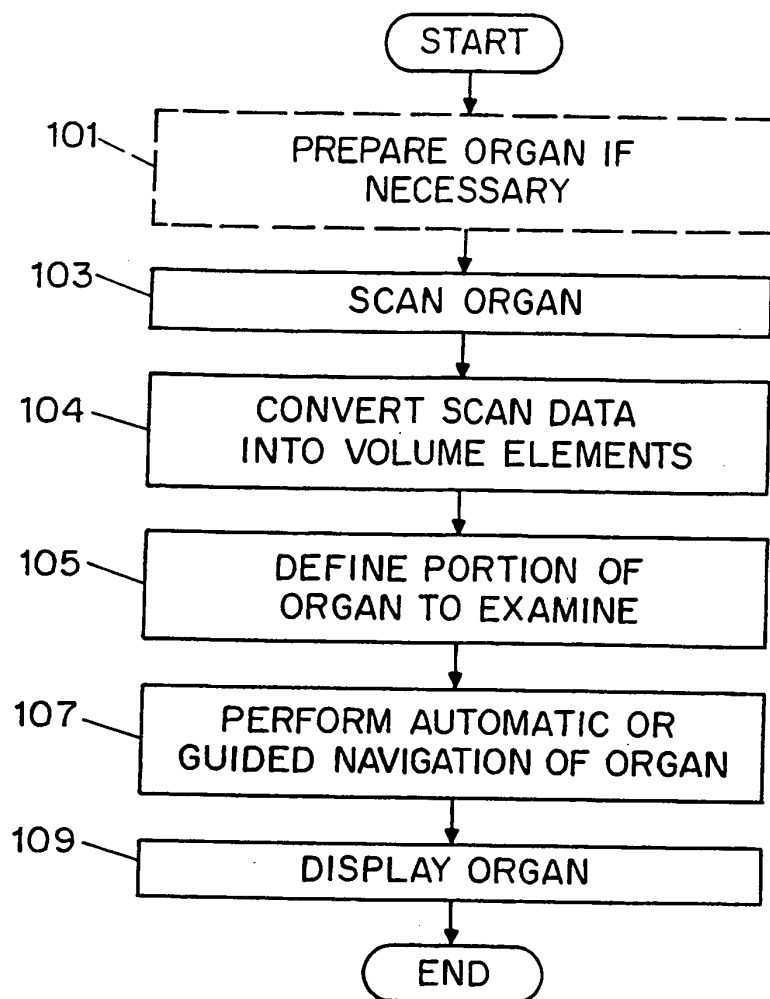 START
101
PREPARE ORGAN IF
NECESSARY
103
SCAN ORGAN
104
CONVERT SCAN DATA
INTO VOLUME ELEMENTS
105
DEFINE PORTION OF
ORGAN TO EXAMINE
107
PERFORM AUTOMATIC OR
GUIDED NAVIGATION OF ORGAN
109
DISPLAY ORGAN
END